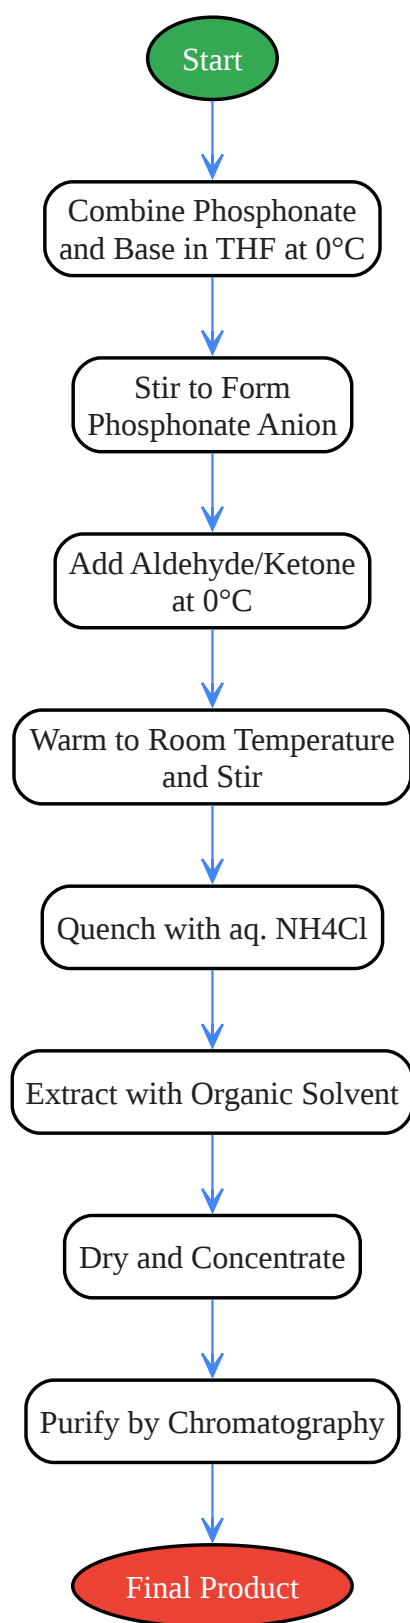 Start
Combine Phosphonate
and Base in THF at 0°C
Stir to Form
Phosphonate Anion
Add Aldehyde/Ketone
at 0°C
Warm to Room Temperature
and Stir
Quench with aq. NH4Cl
Extract with Organic Solvent
Dry and Concentrate
Purify by Chromatography
Final Product